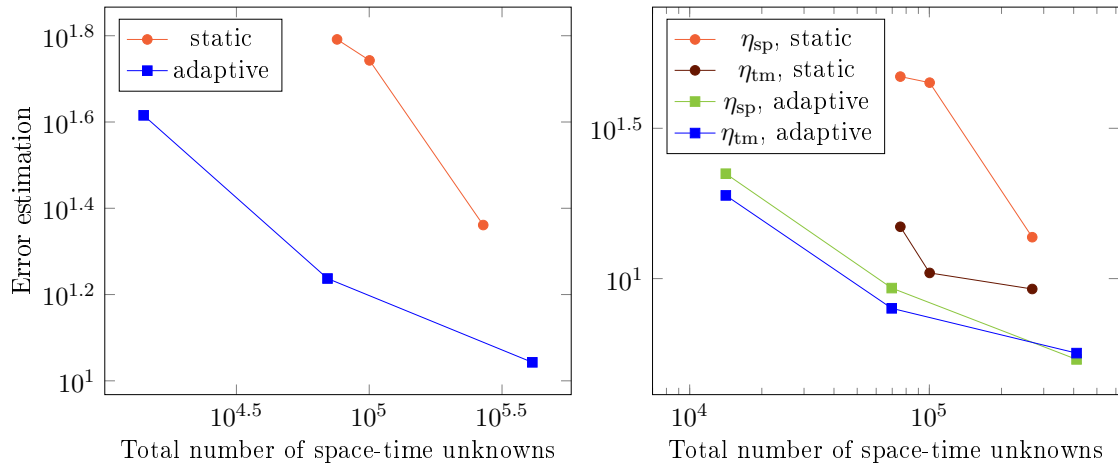 Error estimation
10^1.8
10^1.6
10^1.4
10^1.2
10^1
static
adaptive
10^4.5
10^5
10^5.5
Total number of space-time unknowns
10^1.5
10^1
η_sp, static
η_tm, static
η_sp, adaptive
η_tm, adaptive
10^4
10^5
Total number of space-time unknowns